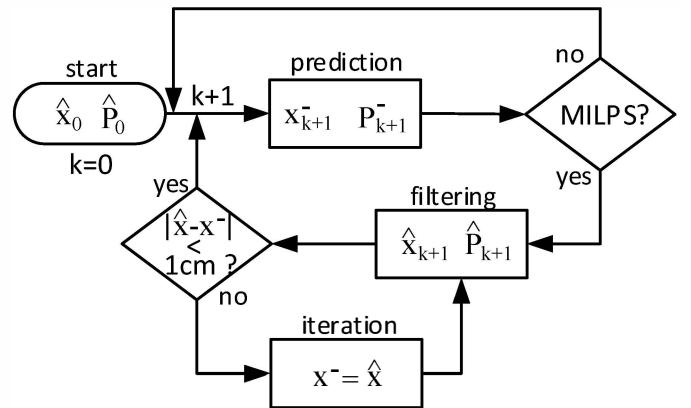 start
x̂₀ P̂₀
k=0
k+1
prediction
x⁻ₖ₊₁ P⁻ₖ₊₁
no
MILPS?
yes
filtering
x̂ₖ₊₁ P̂ₖ₊₁
yes
|x̂-x⁻|
<
1cm ?
no
iteration
x⁻= x̂